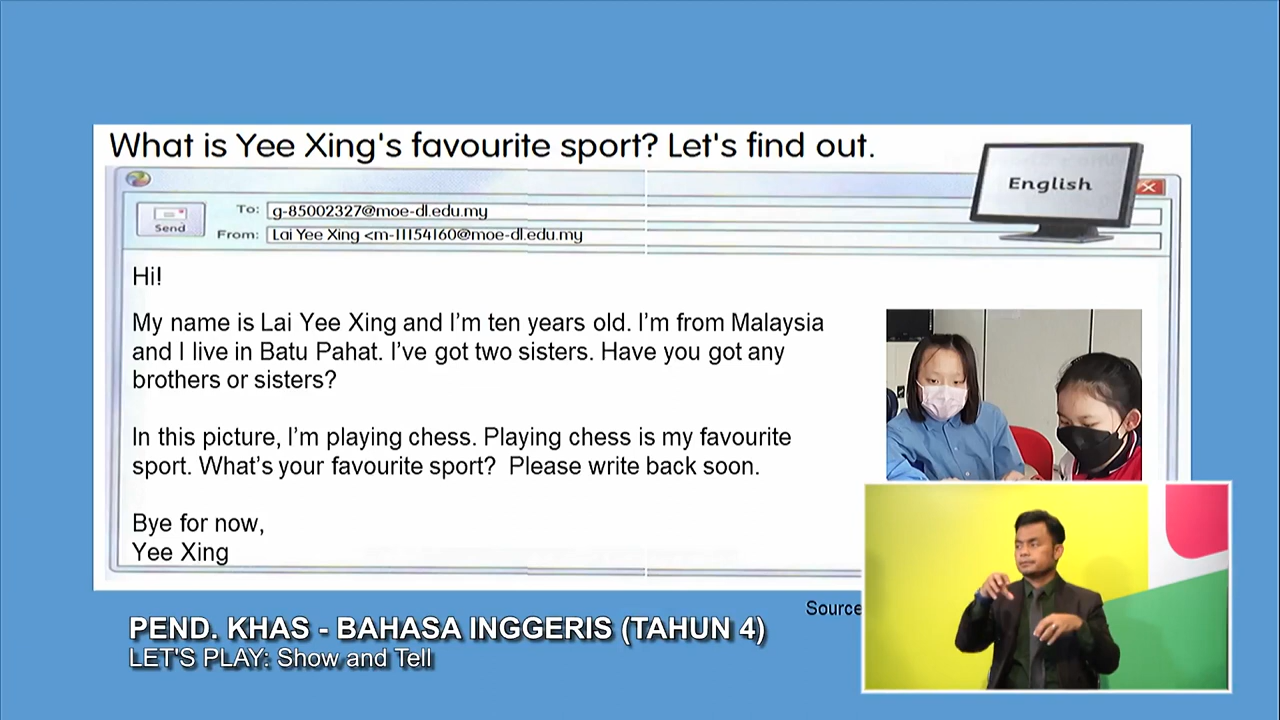 What is Yee Xing's favourite sport? Let's find out.
English
Send
To: g-85002327@moe-dl.edu.my
From: Lai Yee Xing <m-11154160@moe-dl.edu.my
Hi!
My name is Lai Yee Xing and I'm ten years old. I'm from Malaysia
and I live in Batu Pahat. I've got two sisters. Have you got any
brothers or sisters?
In this picture, I'm playing chess. Playing chess is my favourite
sport. What's your favourite sport? Please write back soon.
Bye for now,
Yee Xing
Source
PEND. KHAS - BAHASA INGGERIS (TAHUN 4)
LET'S PLAY: Show and Tell